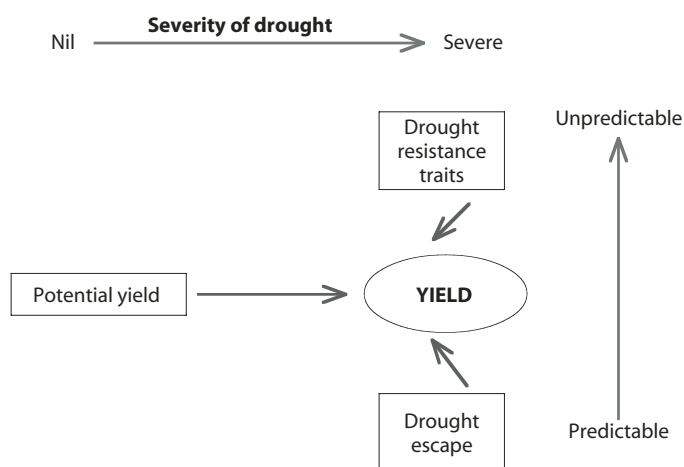 Severity of drought
Nil
Severe
Unpredictable
Drought
resistance
traits
Potential yield
YIELD
Drought
escape
Predictable